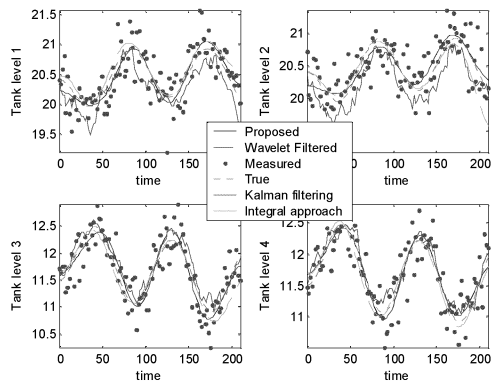 21.5
21
20.5
20
19.5
Tank level 1
0
50
100
150
200
time
21
20.5
20
Tank level 2
0
50
100
150
200
time
Proposed
Wavelet Filtered
Measured
True
Kalman filtering
Integral approach
12.5
12
11.5
11
10.5
Tank level 3
0
50
100
150
200
time
12.5
12
11.5
11
Tank level 4
0
50
100
150
200
time